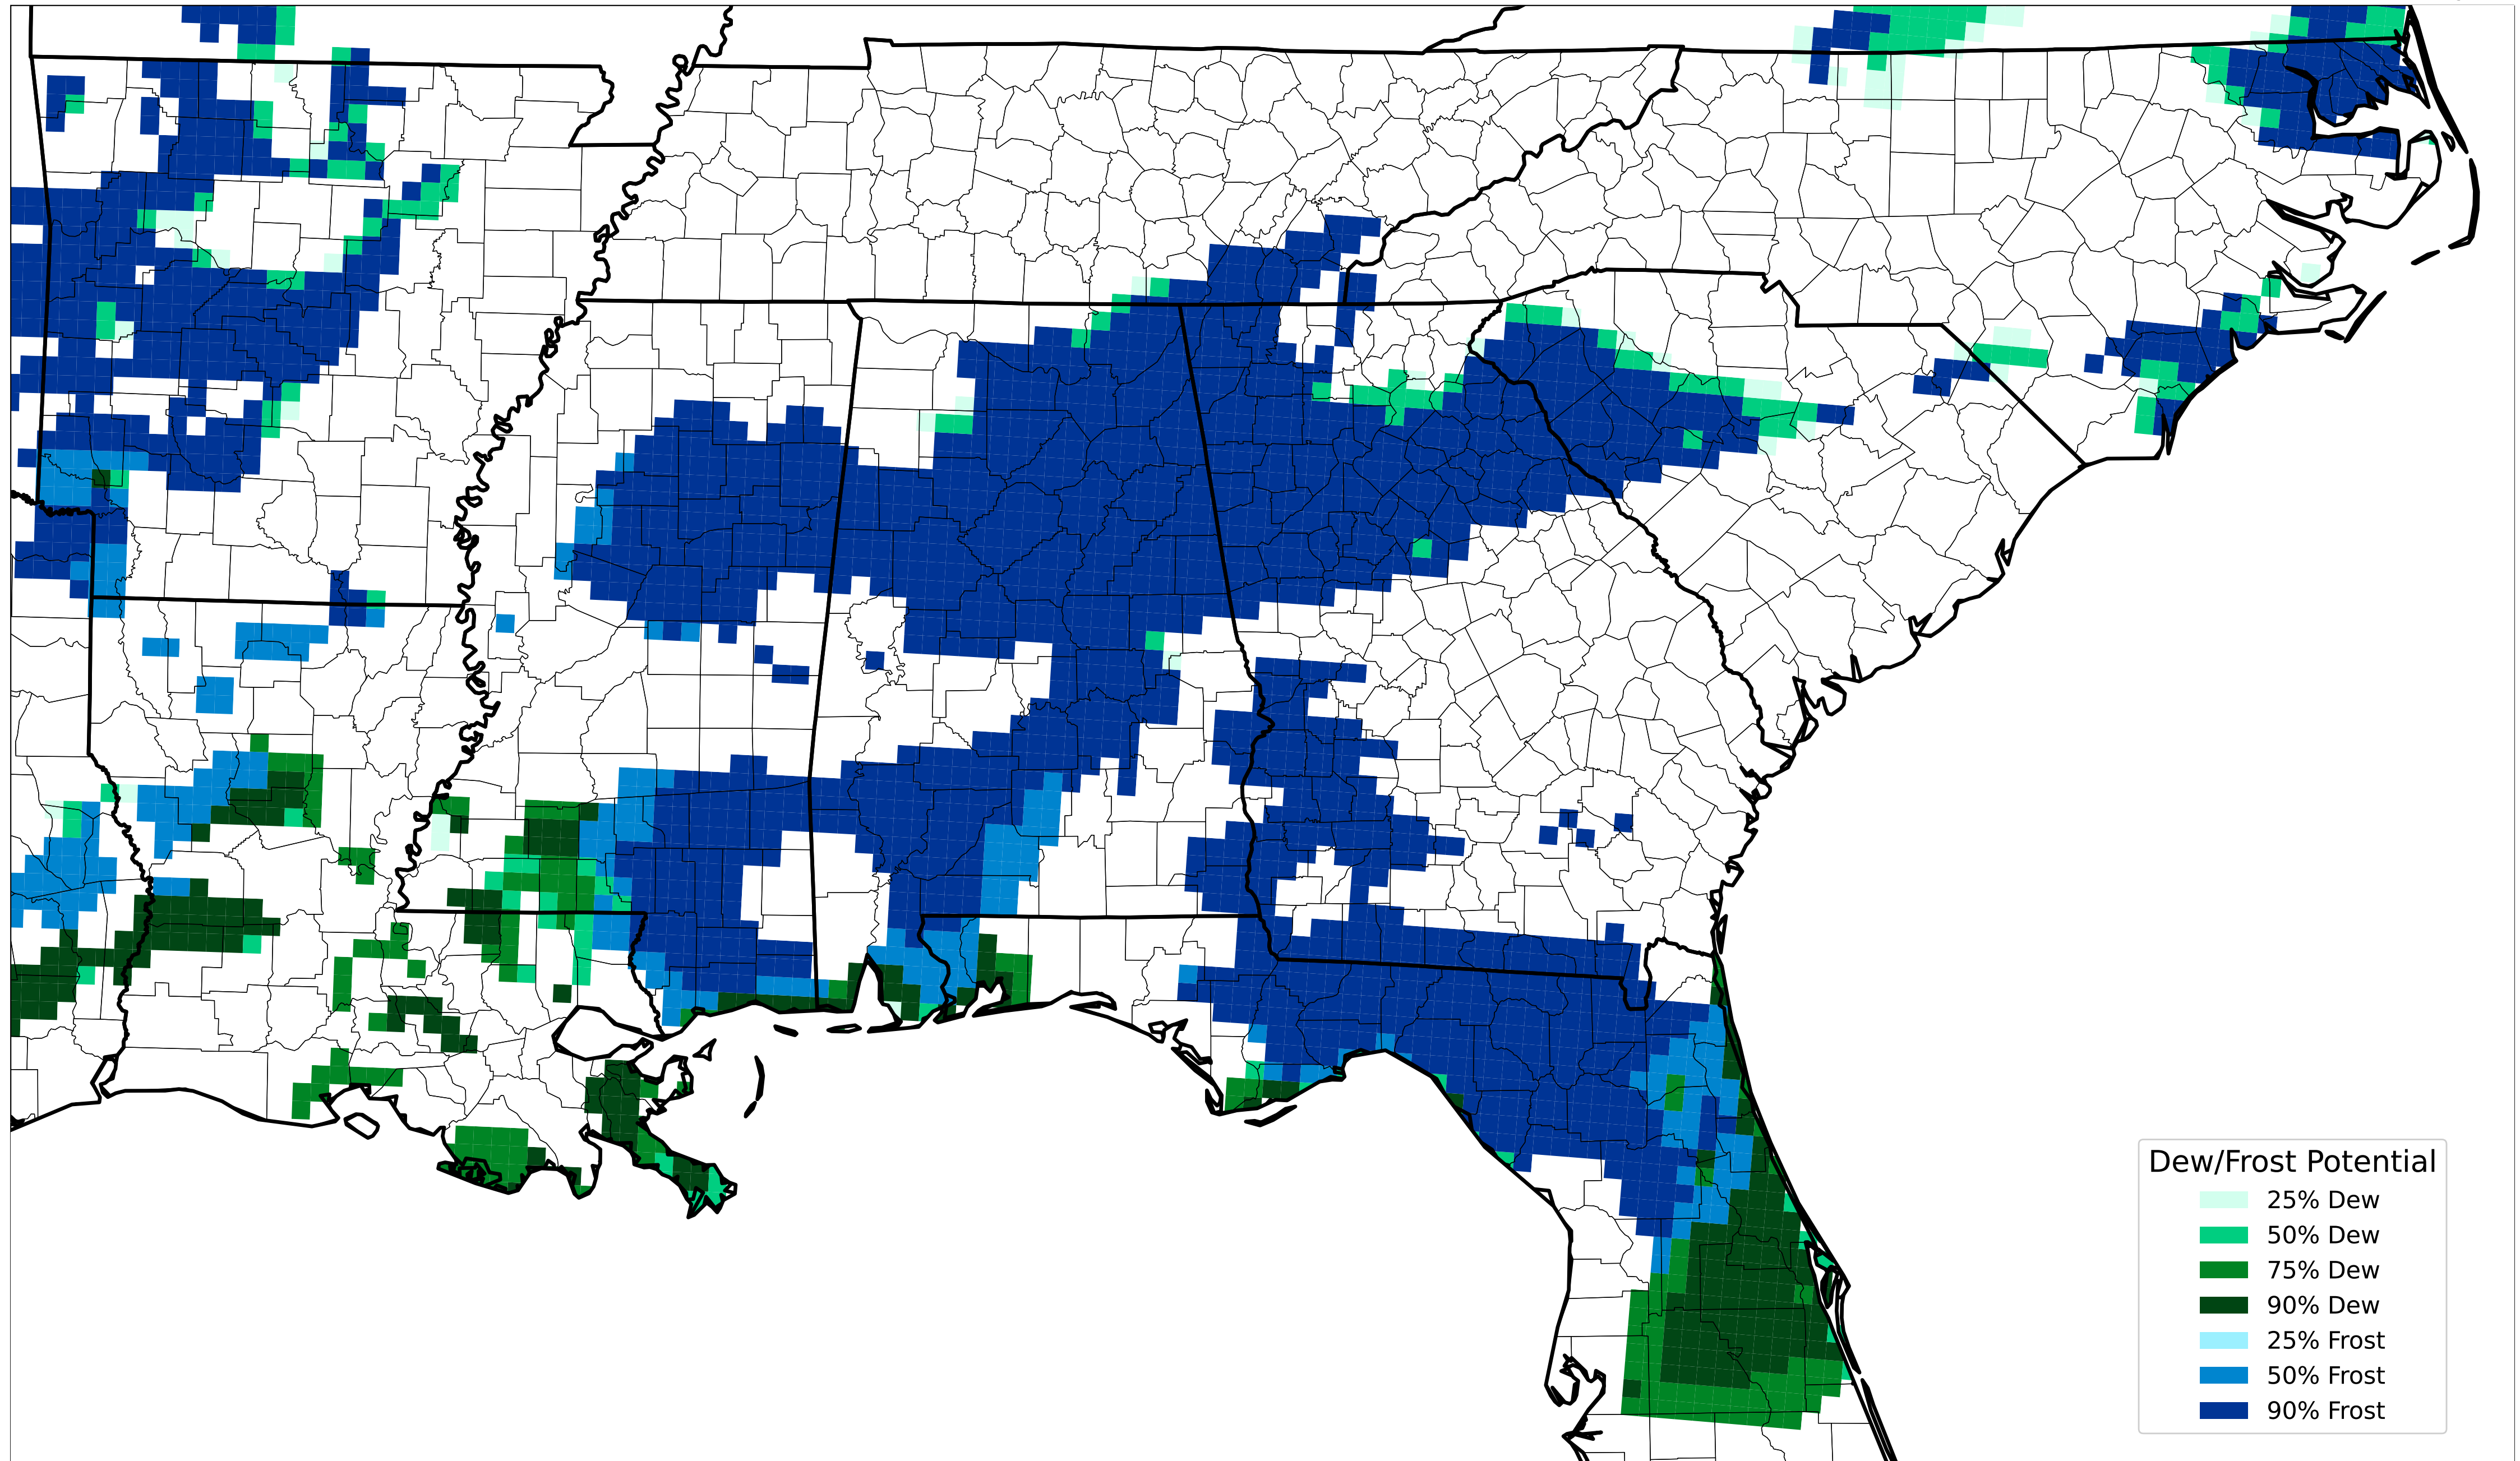 Dew/Frost Potential
25% Dew
50% Dew
75% Dew
90% Dew
25% Frost
50% Frost
90% Frost